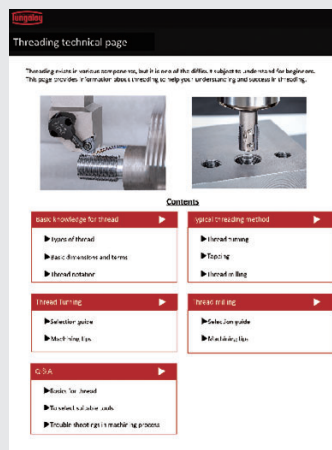 Tungaloy
Threading technical page
Threading exists in various components, but it is one of the difficult subject to understand for beginners.
This page provides information about threading to help your understanding and success in threading.
Contents
Basic knowledge for thread
Types of thread
Basic dimensions and terms
Thread notation
Typical threading method
Thread turning
Tapping
Thread milling
Thread Turning
Selection guide
Machining tips
Thread milling
Selection guide
Machining tips
Q & A
Basics for thread
To select suitable tools
Trouble shootings in machining process